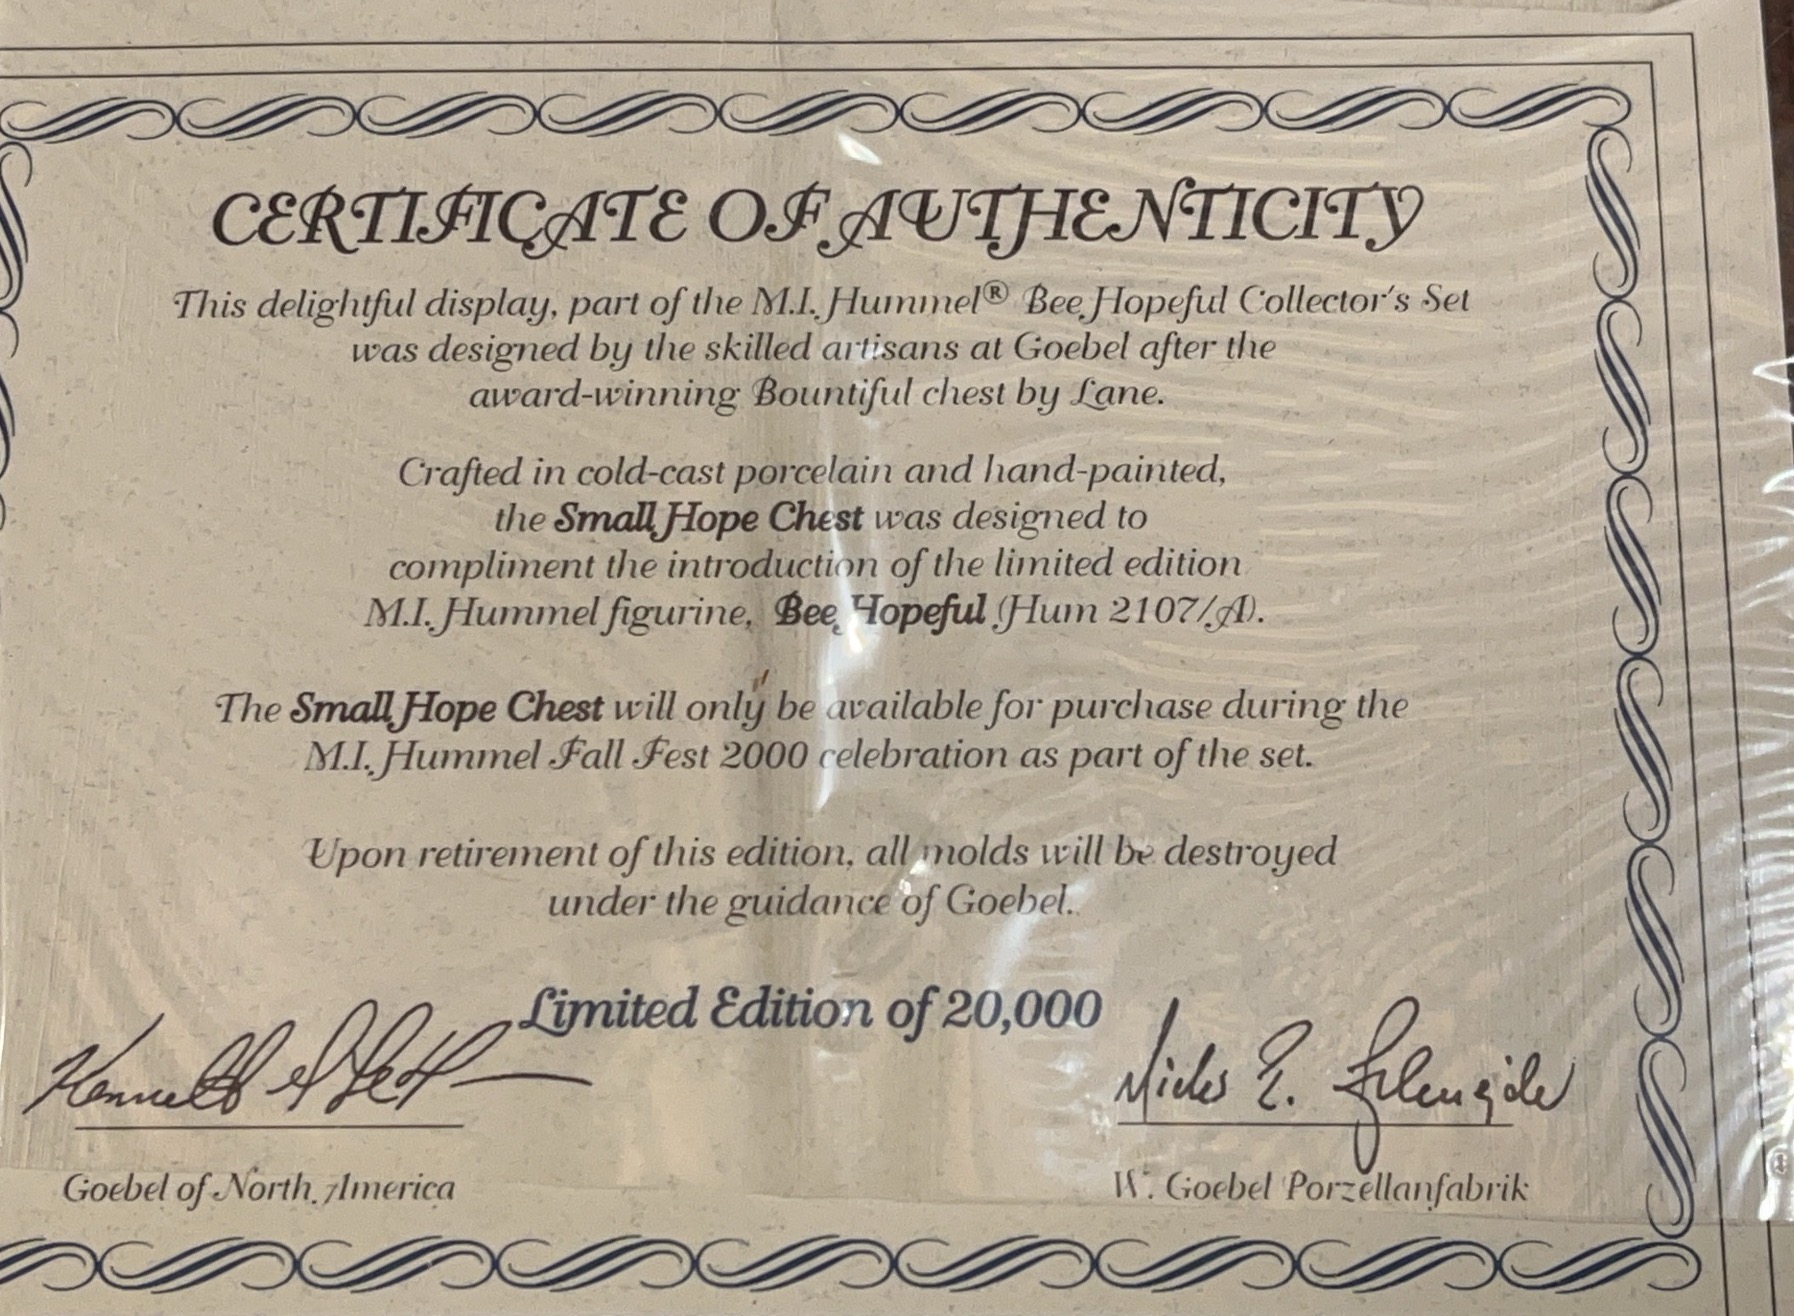 CERTIFICATE OF AUTHENTICITY
This delightful display, part of the M.I. Hummel® Bee Hopeful Collector's Set
was designed by the skilled artisans at Goebel after the
award-winning Bountiful chest by Lane.
Crafted in cold-cast porcelain and hand-painted,
the Small Hope Chest was designed to
compliment the introduction of the limited edition
M.I. Hummel figurine, Bee Hopeful (Hum 2107/A).
The Small Hope Chest will only be available for purchase during the
M.I. Hummel Fall Fest 2000 celebration as part of the set.
Upon retirement of this edition, all molds will be destroyed
under the guidance of Goebel.
Limited Edition of 20,000
Goebel of North America
W. Goebel Porzellanfabrik